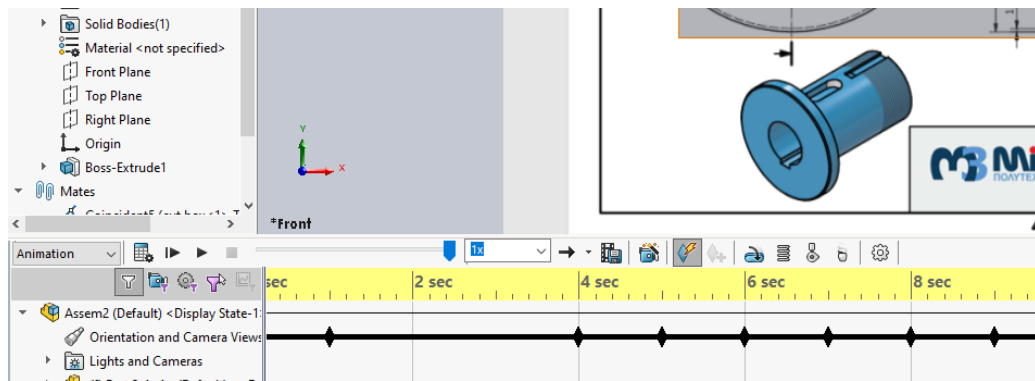 Solid Bodies(1)
Material <not specified>
Front Plane
Top Plane
Right Plane
Origin
Boss-Extrude1
Mates
Y
X
*Front
ΠΟΛΥΤΕΧ
Animation
1x
sec
2 sec
4 sec
6 sec
8 sec
Assem2 (Default) <Display State-1
Orientation and Camera Views
Lights and Cameras